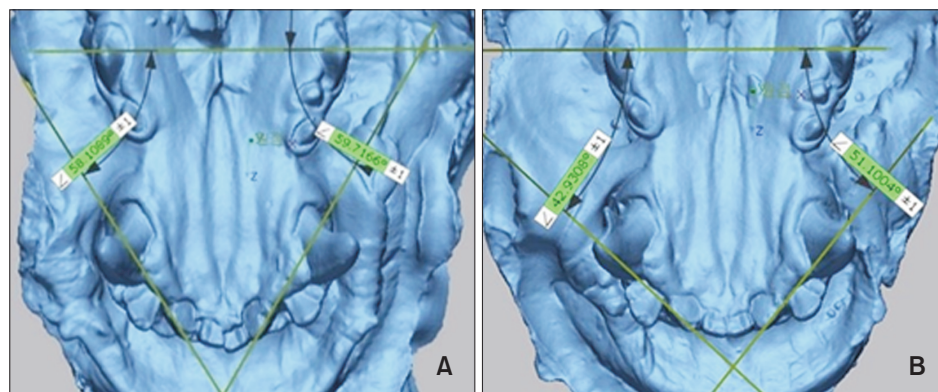 ∠ 58.1089° ±1
∠ 59.7166° ±1
Z
A
∠ 42.9308° ±1
∠ 51.1004° ±1
Z
B